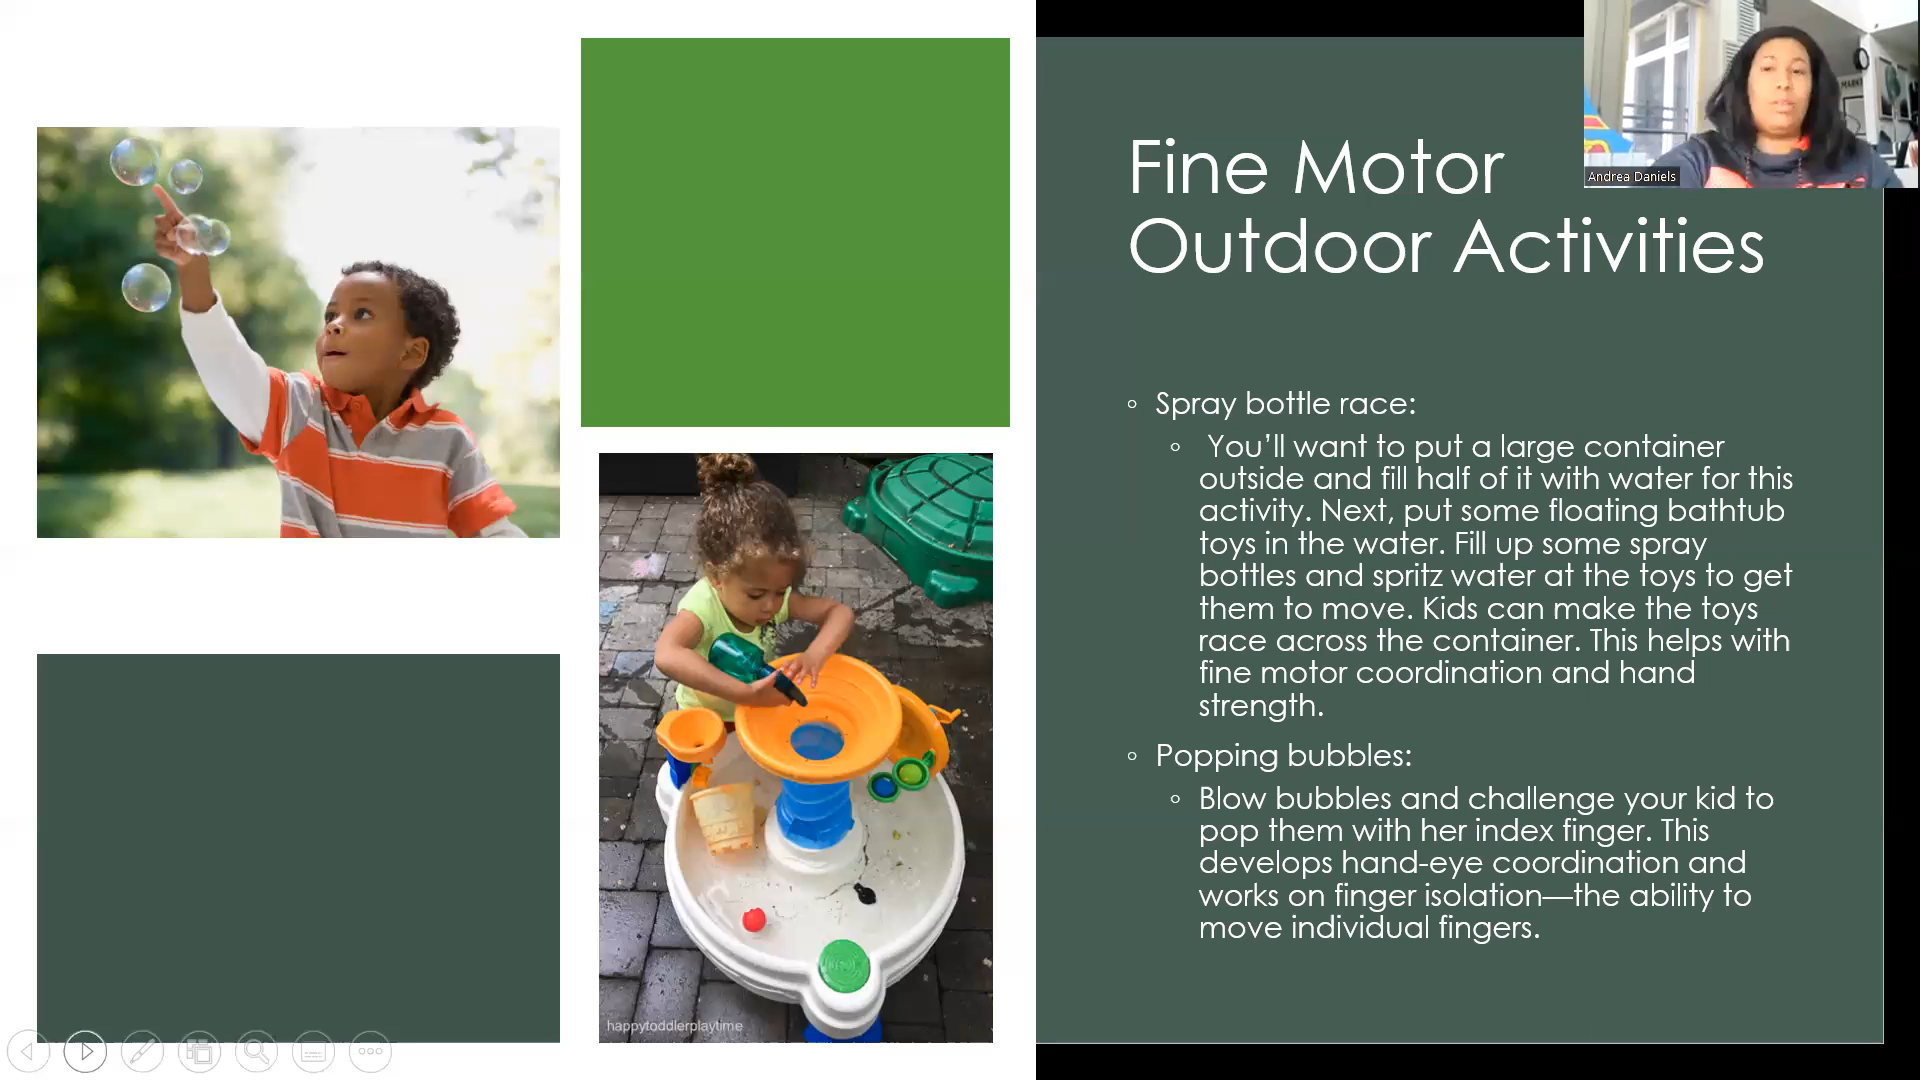 Fine Motor
Outdoor Activities
Andrea Daniels
MARKT
◦ Spray bottle race:
◦ You’ll want to put a large container
outside and fill half of it with water for this
activity. Next, put some floating bathtub
toys in the water. Fill up some spray
bottles and spritz water at the toys to get
them to move. Kids can make the toys
race across the container. This helps with
fine motor coordination and hand
strength.
◦ Popping bubbles:
◦ Blow bubbles and challenge your kid to
pop them with her index finger. This
develops hand-eye coordination and
works on finger isolation—the ability to
move individual fingers.
happytoddlerplaytime